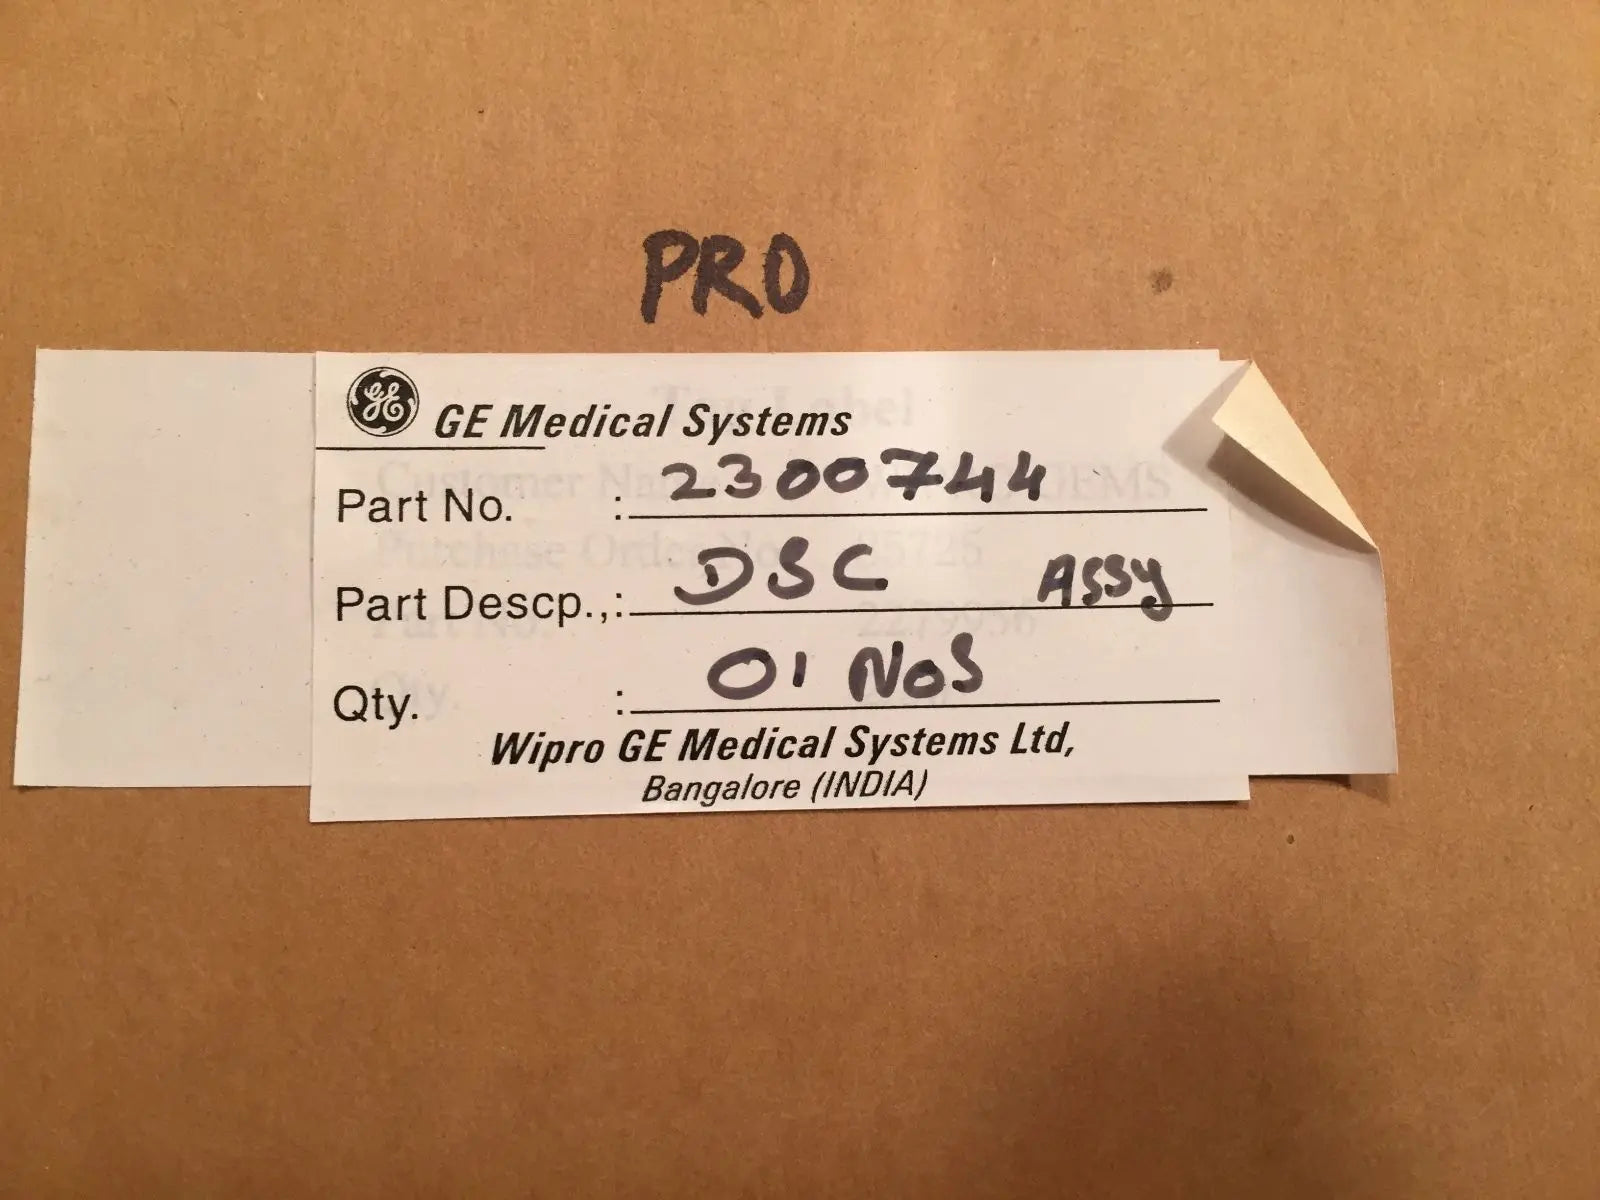 PRO
GE GE Medical Systems
Part No. : 2300744
Part Descp.,: DSC Assy
Qty. : 01 NoS
Wipro GE Medical Systems Ltd,
Bangalore (INDIA)